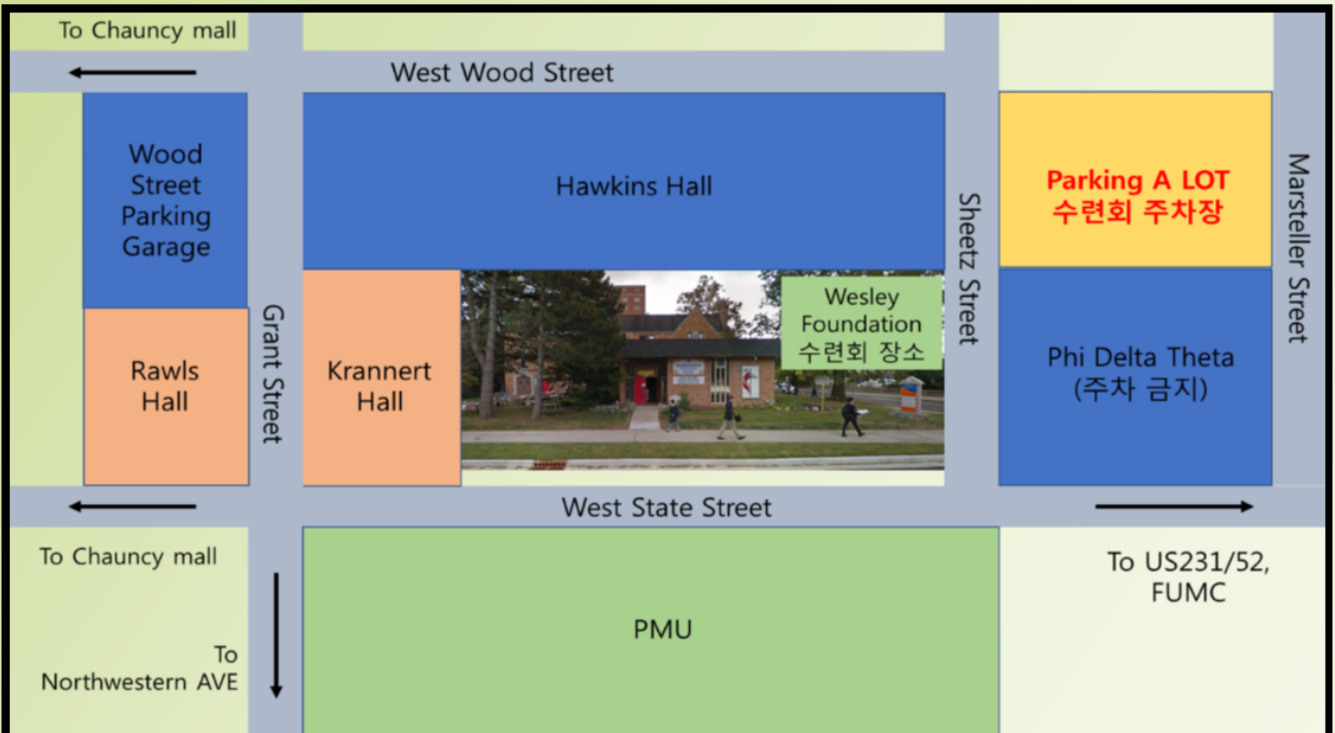 To Chauncy mall
West Wood Street
Wood
Street
Parking
Garage
Hawkins Hall
Parking A LOT
수련회 주차장
Marsteller Street
Sheetz Street
Wesley
Foundation
수련회 장소
Grant Street
Rawls
Hall
Krannert
Hall
Phi Delta Theta
(주차 금지)
West State Street
To Chauncy mall
To US231/52,
FUMC
PMU
To
Northwestern AVE